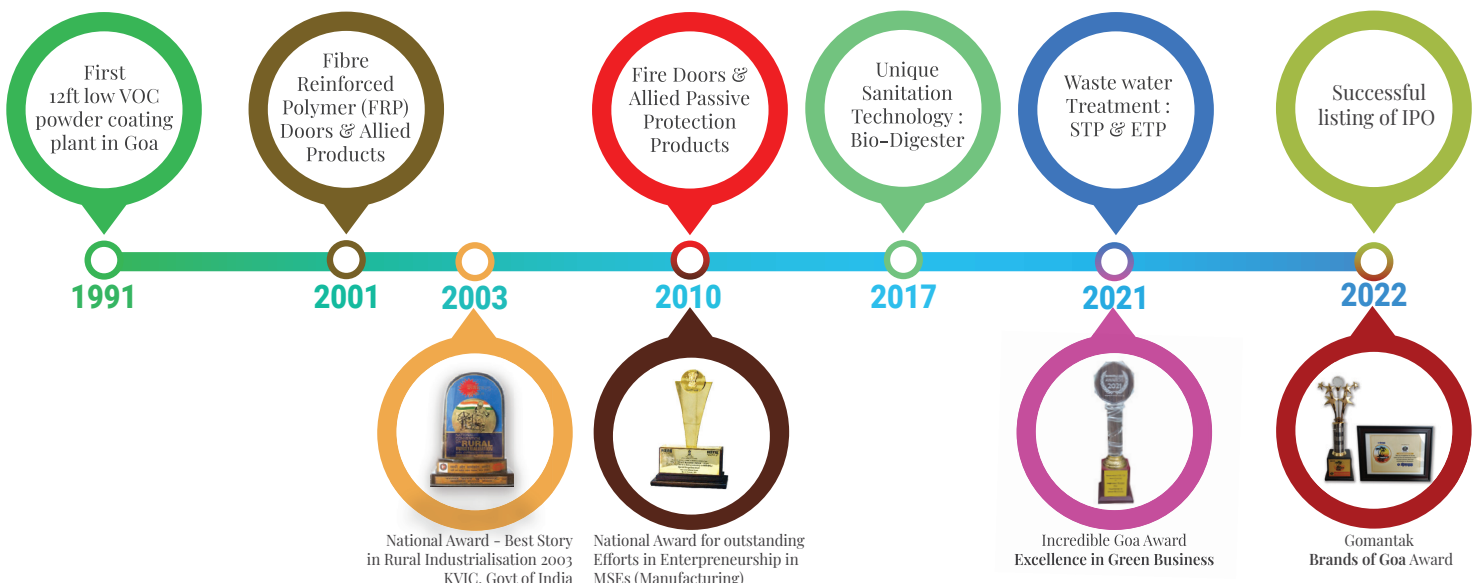 First
12ft low VOC
powder coating
plant in Goa
Fibre
Reinforced
Polymer (FRP)
Doors & Allied
Products
Fire Doors &
Allied Passive
Protection
Products
Unique
Sanitation
Technology :
Bio-Digester
Waste water
Treatment :
STP & ETP
Successful
listing of IPO
1991
2001
2003
2010
2017
2021
2022
RURAL
2021
National Award - Best Story
in Rural Industrialisation 2003
KVIC, Govt of India
National Award for outstanding
Efforts in Enterpreneurship in
MSEs (Manufacturing)
Incredible Goa Award
Excellence in Green Business
Gomantak
Brands of Goa Award